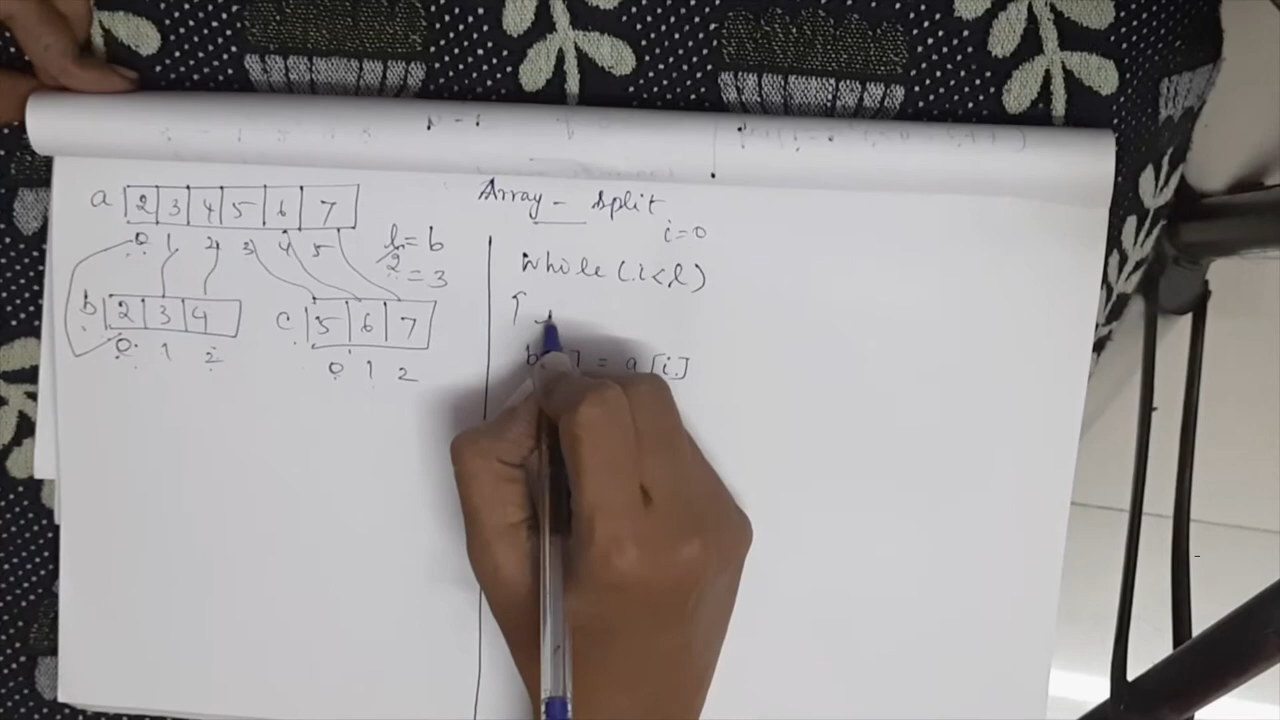 Array - Split
a 2 3 4 5 6 7
0 1 2 3 4 5
l = 6
2 = 3
b 2 3 4
0 1 2
c 5 6 7
0 1 2
i=0
while (i<l)
{
= a[i]